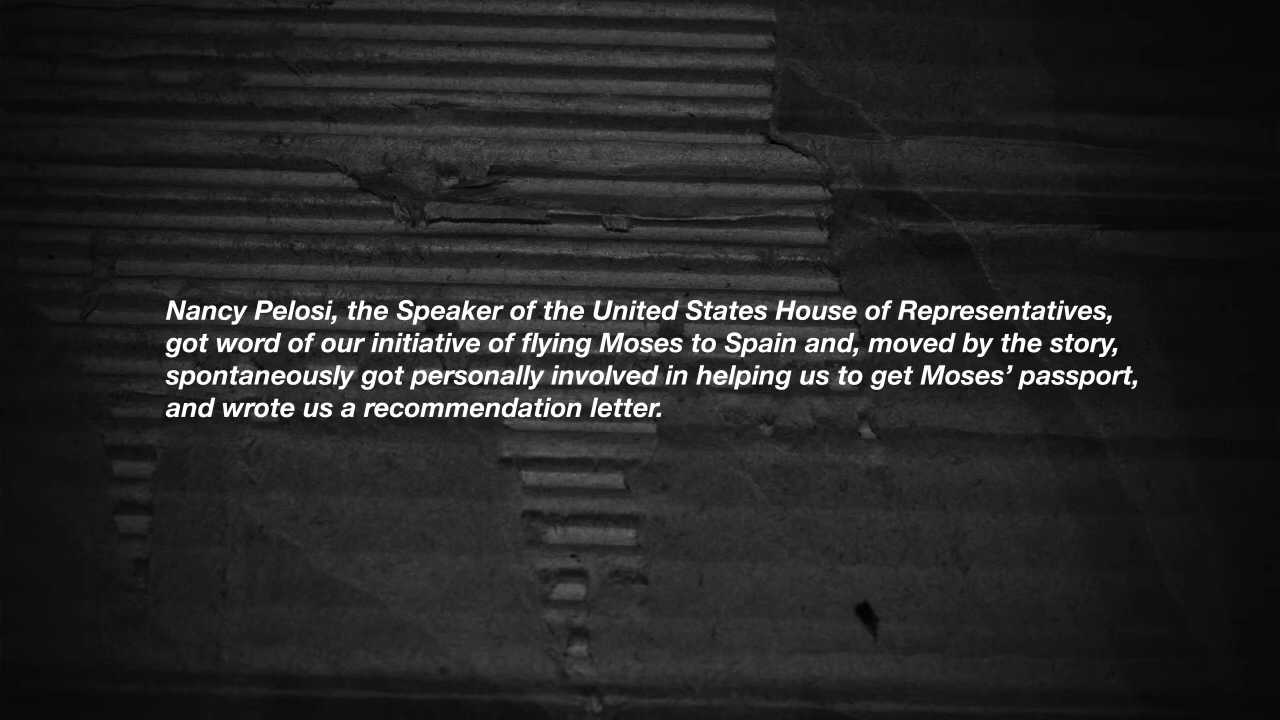 Nancy Pelosi, the Speaker of the United States House of Representatives,
got word of our initiative of flying Moses to Spain and, moved by the story,
spontaneously got personally involved in helping us to get Moses’ passport,
and wrote us a recommendation letter.